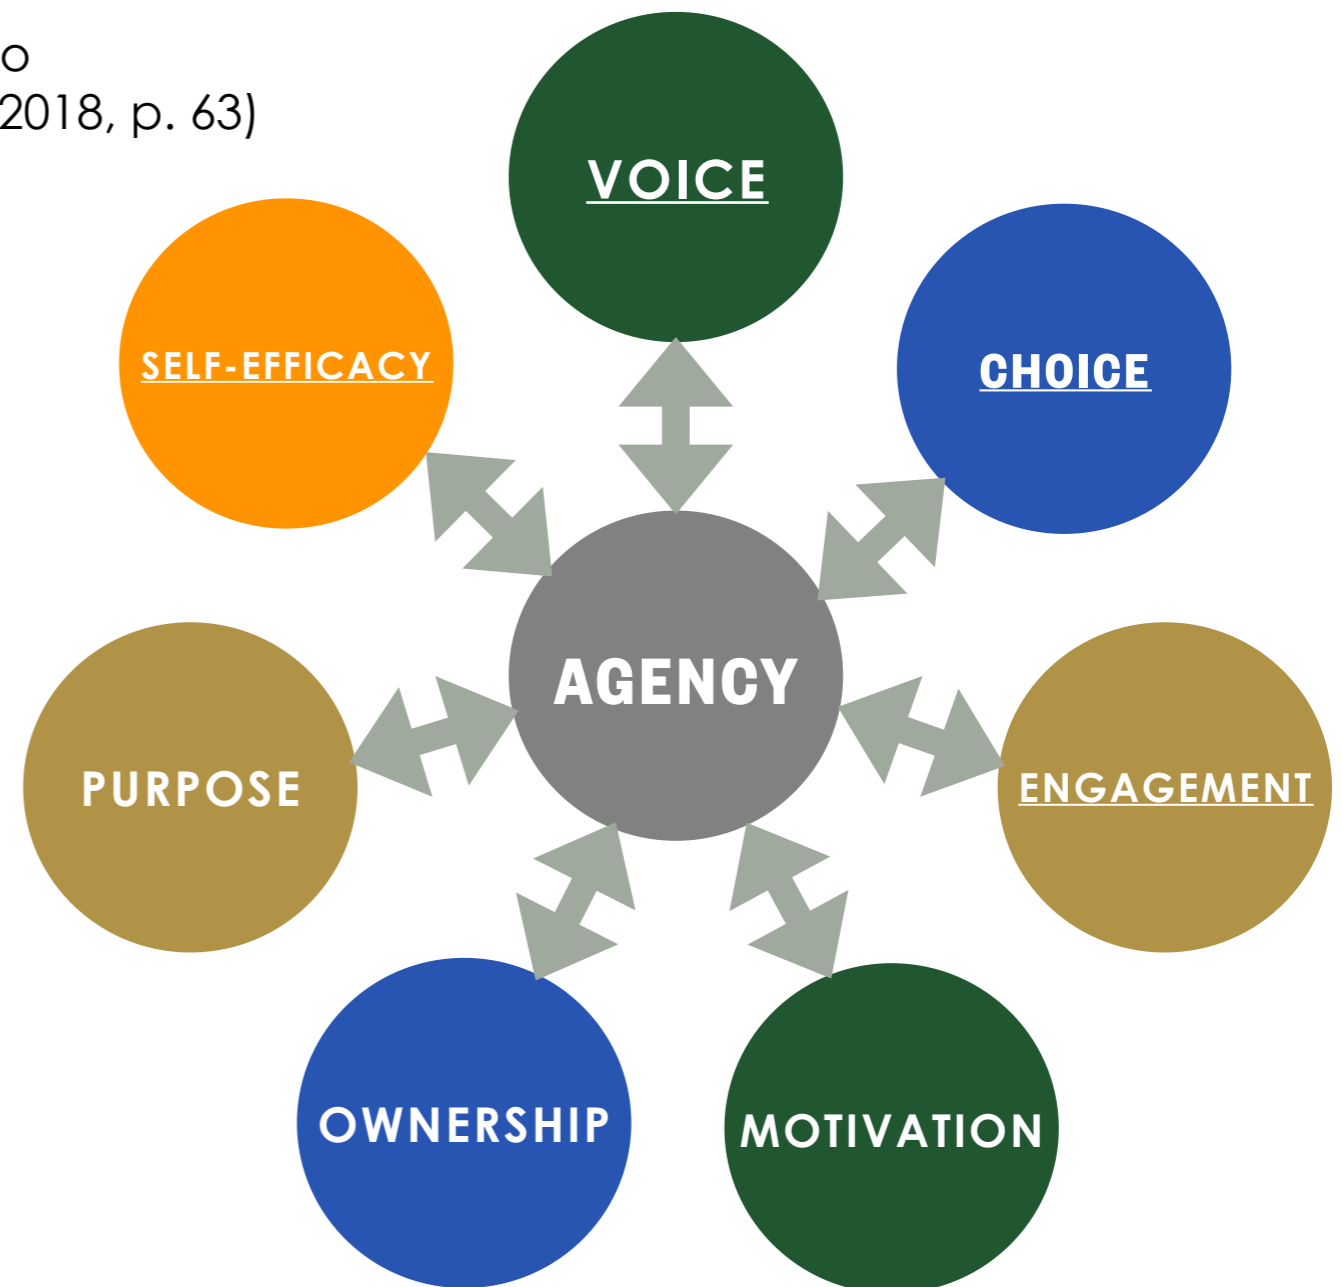 o
2018, p. 63)
VOICE
SELF-EFFICACY
CHOICE
AGENCY
PURPOSE
ENGAGEMENT
OWNERSHIP
MOTIVATION